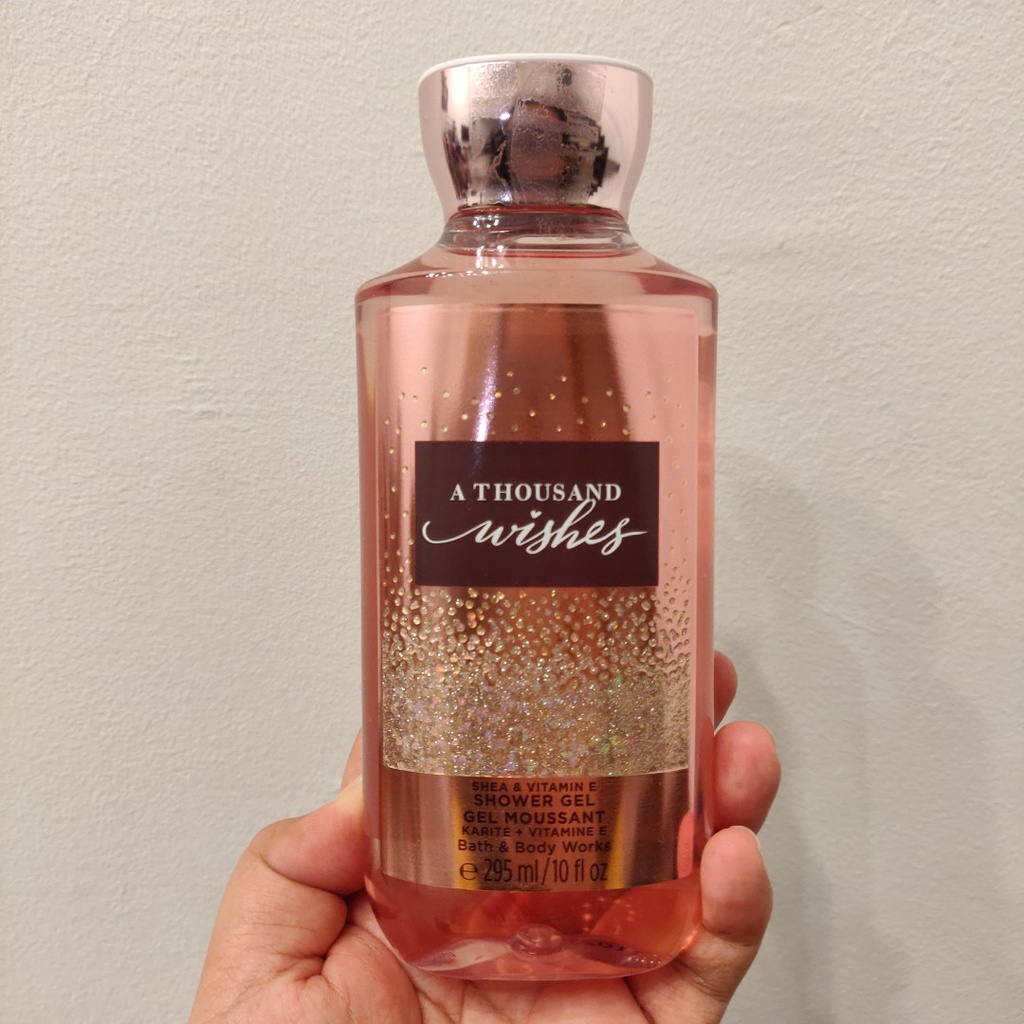 A THOUSAND
wishes
SHEA & VITAMIN E
SHOWER GEL
GEL MOUSSANT
KARITÉ + VITAMINE E
Bath & Body Works
℮ 295 ml/10 fl oz